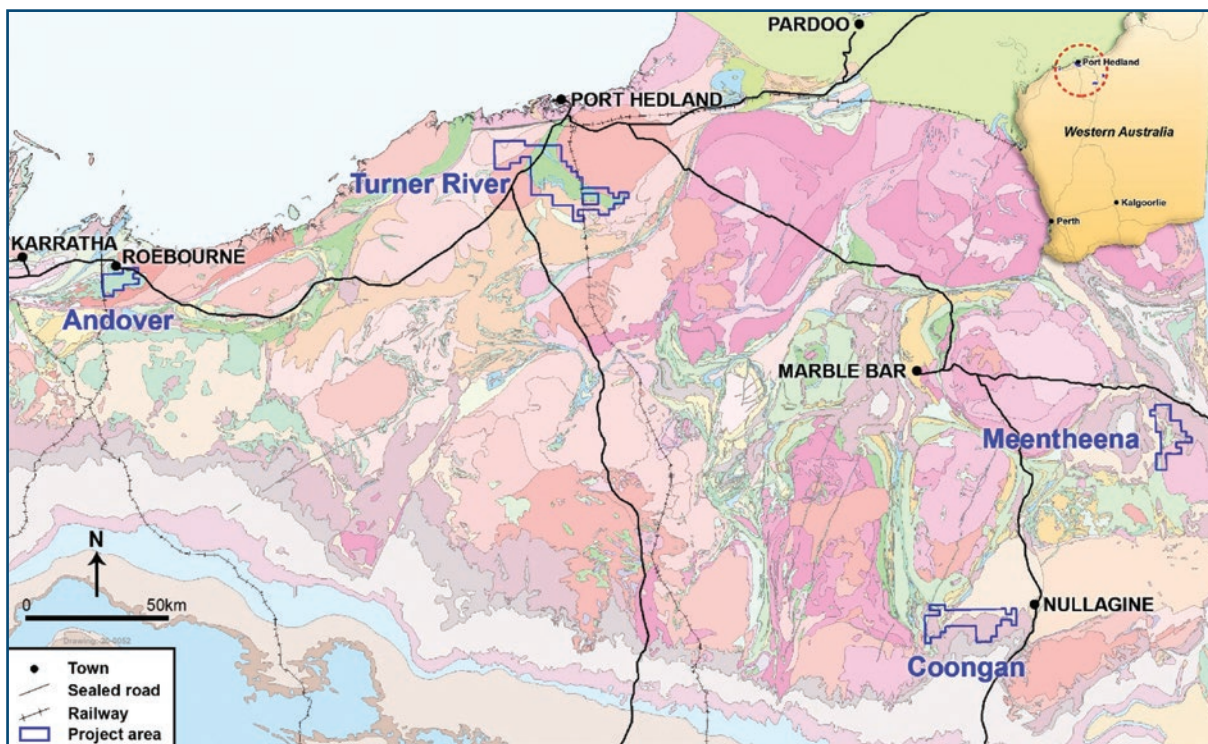 PARDOO
PORT HEDLAND
Port Hedland
Western Australia
Kalgoorlie
Perth
Turner River
KARRATHA
ROEBOURNE
Andover
MARBLE BAR
Meentheena
NULLAGINE
Coongan
N
0 50km
Town
Sealed road
Railway
Project area